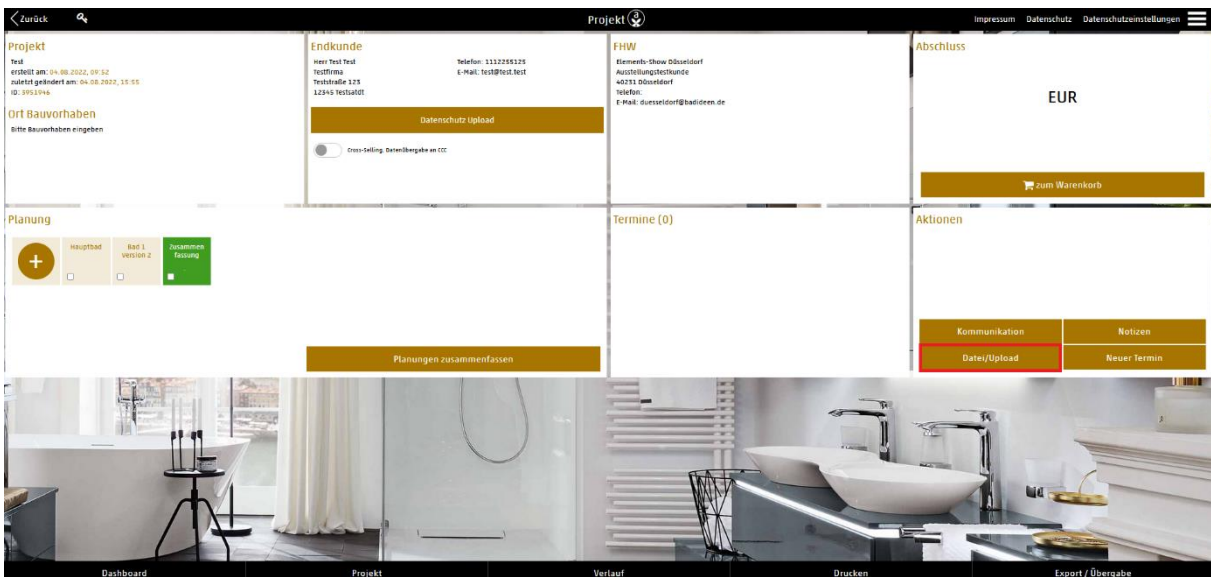 Zurück
Projekt
Impressum Datenschutz Datenschutzeinstellungen
Projekt
Test
erstellt am: 04.08.2022, 09:52
zuletzt geändert am: 04.08.2022, 15:55
ID: 3951946
Ort Bauvorhaben
Bitte Bauvorhaben eingeben
Endkunde
Herr Test Test
Testfirma
Teststraße 123
12345 Testsatdt
Telefon: 1112255125
E-Mail: test@test.test
Datenschutz Upload
Cross-Selling, Datenübergabe an CCC
FHW
Elements-Show Düsseldorf
Ausstellungstestkunde
40231 Düsseldorf
Telefon:
E-Mail: duesseldorf@badideen.de
Abschluss
EUR
zum Warenkorb
Planung
+
Hauptbad
Bad 1
Version 2
Zusammen
fassung
Planungen zusammenfassen
Termine (0)
Aktionen
Kommunikation
Notizen
Datei/Upload
Neuer Termin
Dashboard
Projekt
Verlauf
Drucken
Export / Übergabe